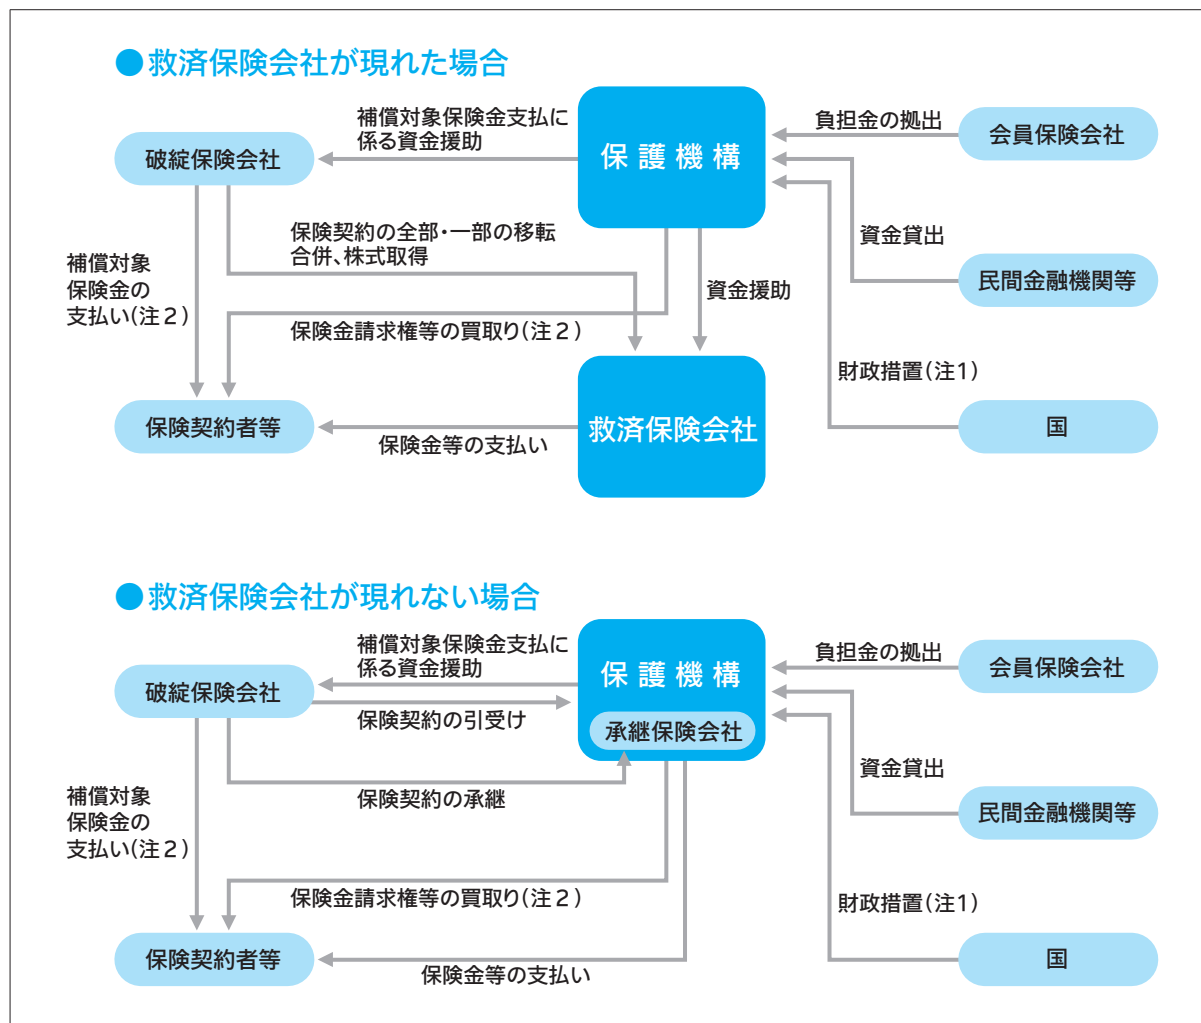 ●救済保険会社が現れた場合
補償対象保険金支払に
係る資金援助
保護機構
負担金の拠出
会員保険会社
破綻保険会社
保険契約の全部・一部の移転
合併、株式取得
資金貸出
補償対象
保険金の
支払い(注2)
民間金融機関等
資金援助
保険金請求権等の買取り(注2)
財政措置(注1)
保険契約者等
保険金等の支払い
救済保険会社
国
●救済保険会社が現れない場合
補償対象保険金支払に
係る資金援助
保護機構
負担金の拠出
会員保険会社
破綻保険会社
保険契約の引受け
承継保険会社
資金貸出
保険契約の承継
補償対象
保険金の
支払い(注2)
民間金融機関等
保険金請求権等の買取り(注2)
財政措置(注1)
保険契約者等
保険金等の支払い
国